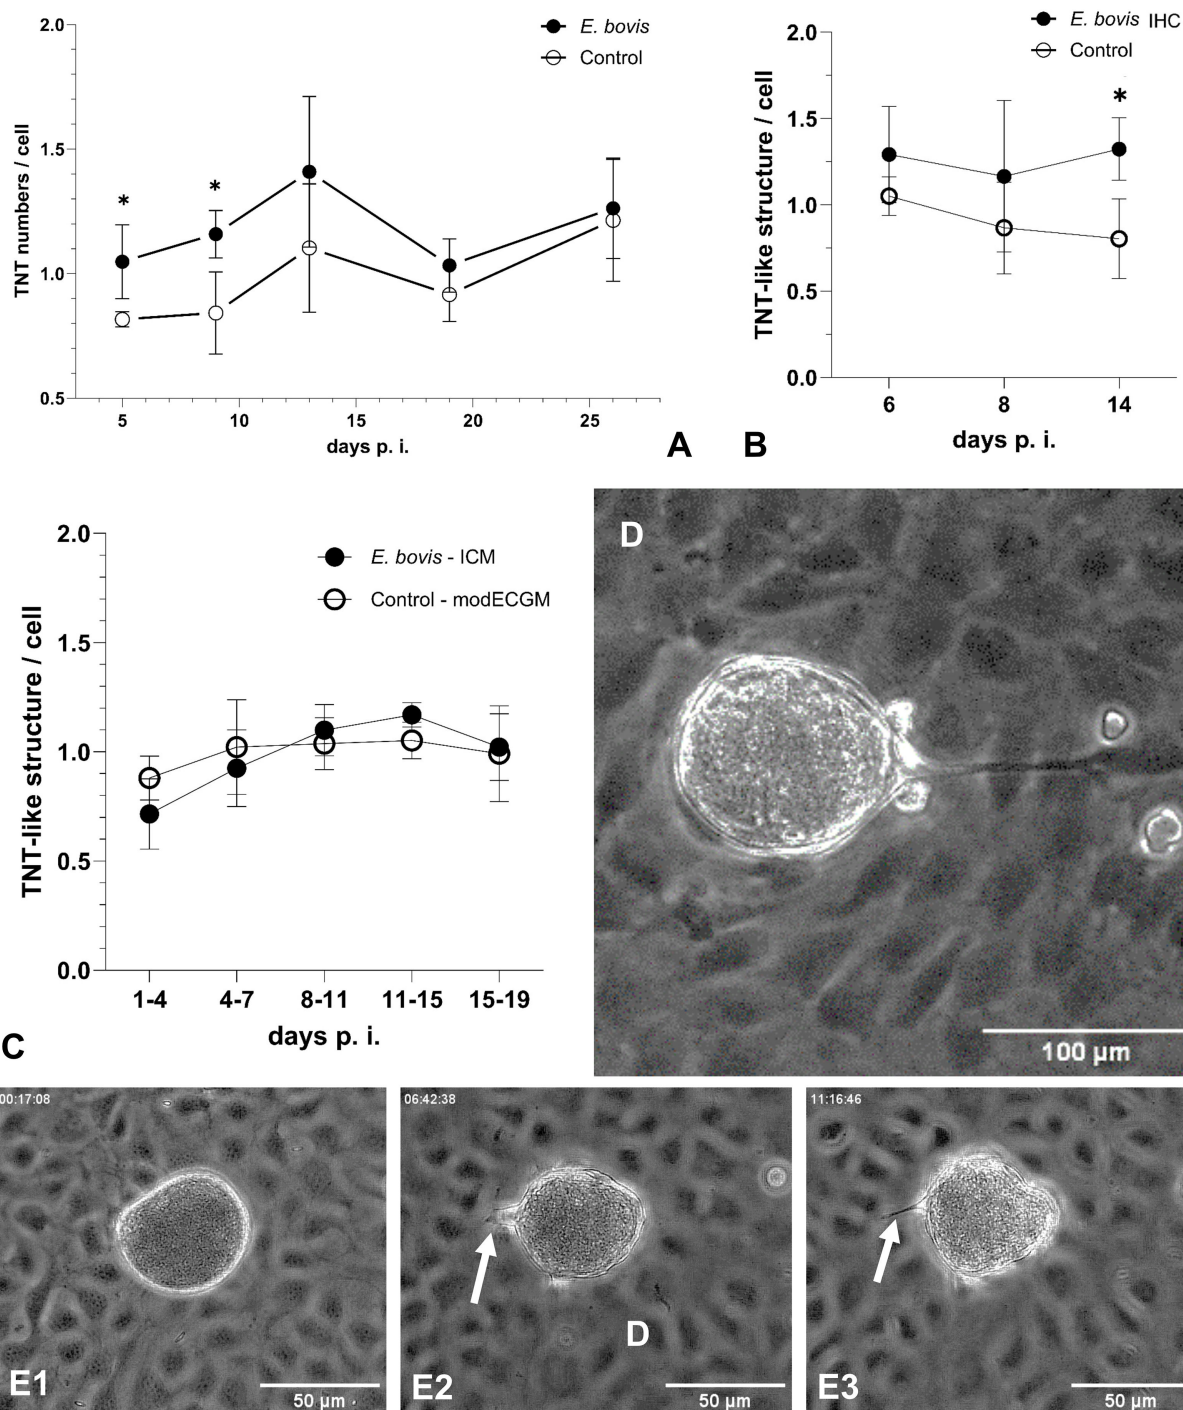 2.0
1.5
1.0
0.5
TNT numbers / cell
E. bovis
Control
*
*
5
10
15
20
25
days p. i.
A
2.0
1.5
1.0
0.5
0.0
TNT-like structure / cell
E. bovis IHC
Control
*
6
8
14
days p. i.
B
2.0
1.5
1.0
0.5
0.0
TNT-like structure / cell
E. bovis - ICM
Control - modECGM
1-4
4-7
8-11
11-15
15-19
days p. i.
C
D
100 µm
00:17:08
E1
50 µm
06:42:38
D
E2
50 µm
11:16:46
E3
50 µm